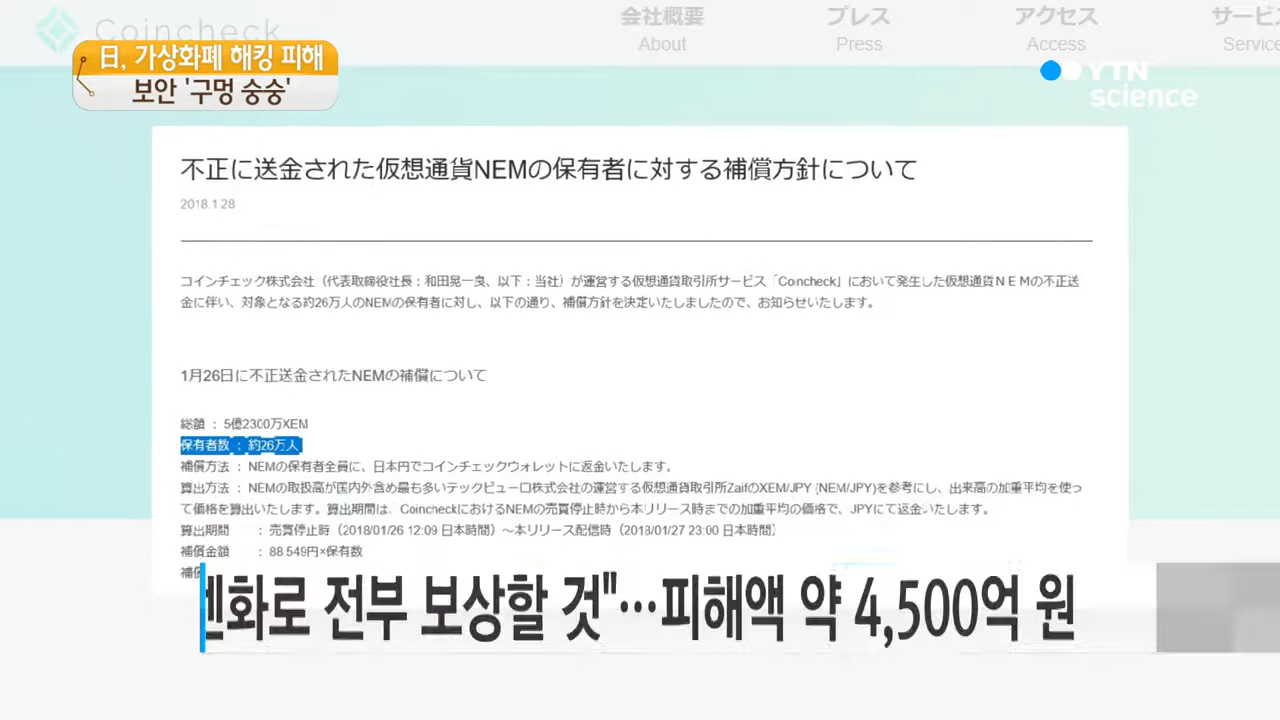 Coincheck
会社概要
プレス
アクセス
サービ
About
Press
Access
Service
日, 가상화폐 해킹 피해
보안 '구멍 숭숭'
YTN
science
不正に送金された仮想通貨NEMの保有者に対する補償方針について
2018.1.28
コインチェック株式会社（代表取締役社長：和田晃一良、以下：当社）が運営する仮想通貨取引所サービス「Coincheck」において発生した仮想通貨ＮＥＭの不正送
金に伴い、対象となる約26万人のNEMの保有者に対し、以下の通り、補償方針を決定いたしましたので、お知らせいたします。
1月26日に不正送金されたNEMの補償について
総額 ： 5億2300万XEM
保有者数 ： 約26万人
補償方法 ： NEMの保有者全員に、日本円でコインチェックウォレットに返金いたします。
算出方法 ： NEMの取扱高が国内外含め最も多いテックビューロ株式会社の運営する仮想通貨取引所ZaifのXEM/JPY (NEM/JPY)を参考にし、出来高の加重平均を使っ
て価格を算出いたします。算出期間は、CoincheckにおけるNEMの売買停止時から本リリース時までの加重平均の価格で、JPYにて返金いたします。
算出期間 ： 売買停止時（2018/01/26 12:09 日本時間）～本リリース配信時（2018/01/27 23:00 日本時間）
補償金額 ： 88.549円×保有数
補償
엔화로 전부 보상할 것"…피해액 약 4,500억 원